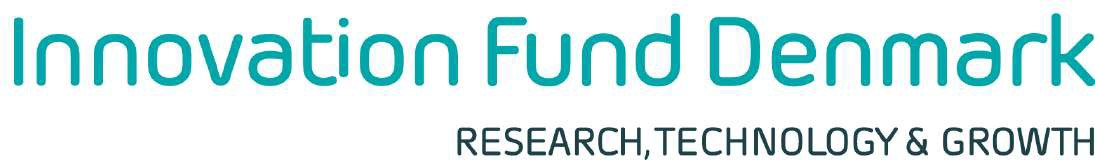 Innovation Fund Denmark
RESEARCH, TECHNOLOGY & GROWTH